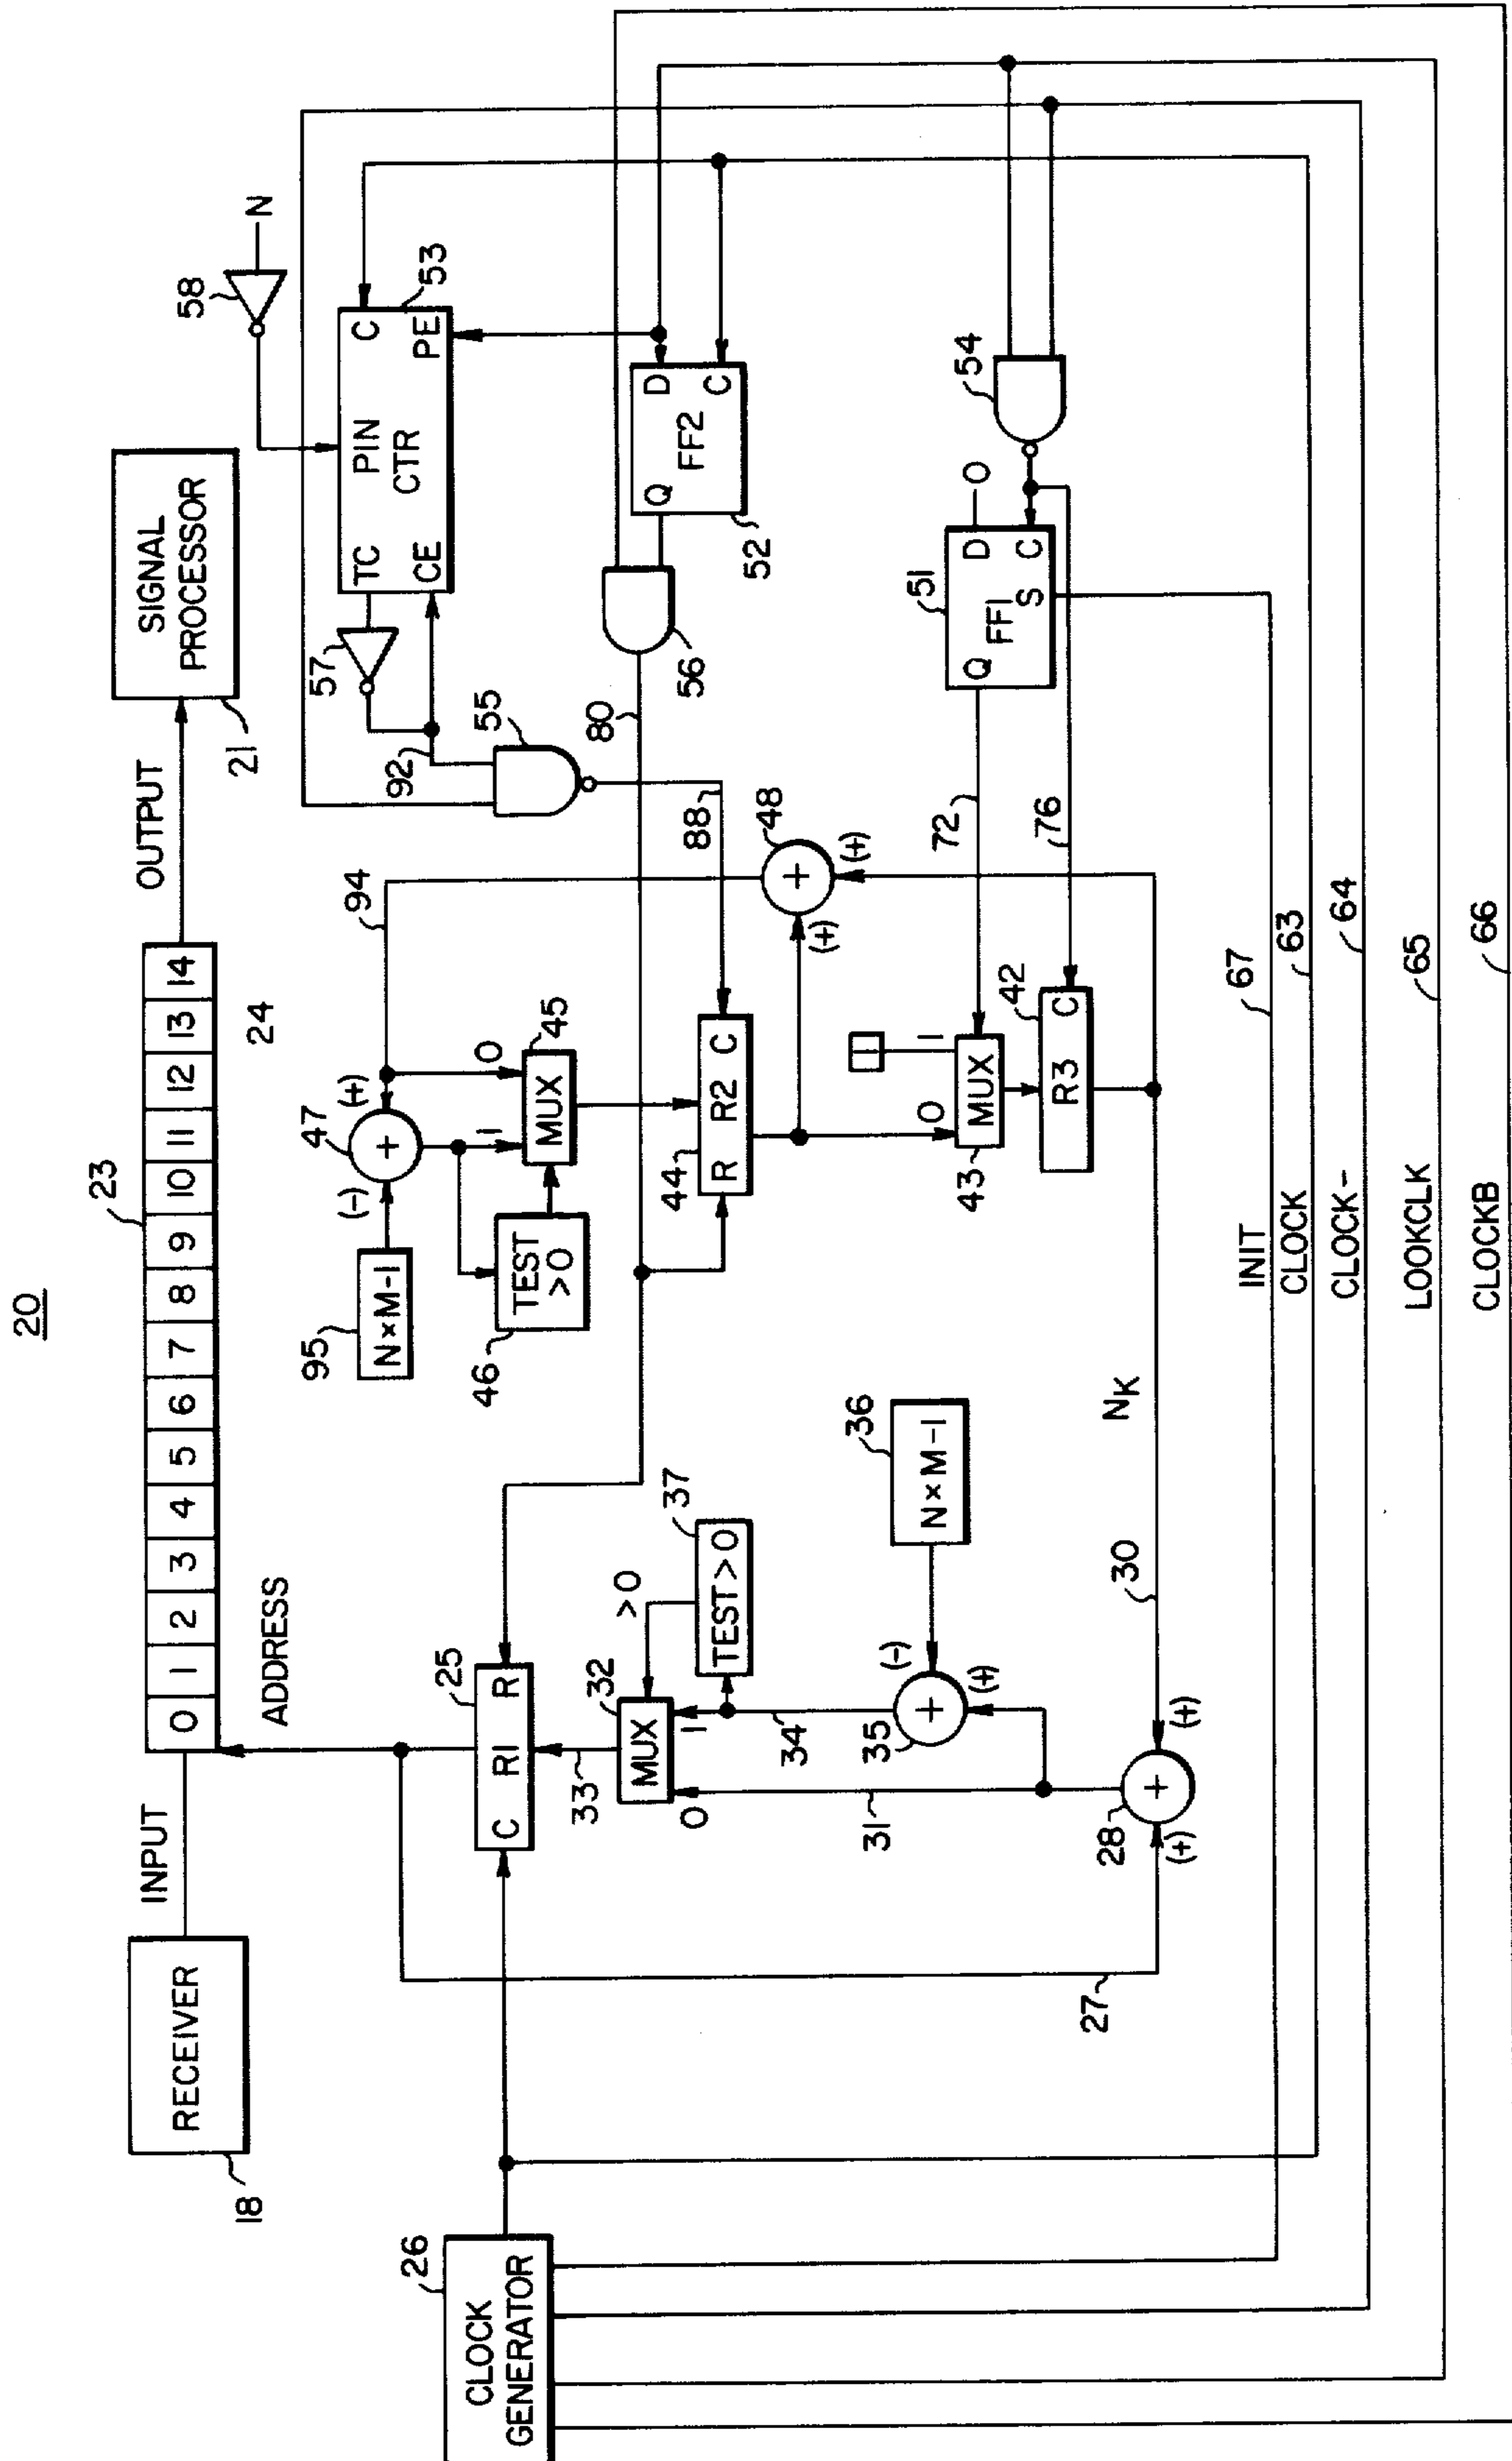 20
RECEIVER
18
INPUT
23
0 1 2 3 4 5 6 7 8 9 10 11 12 13 14
24
OUTPUT
SIGNAL
PROCESSOR
21
ADDRESS
CLOCK
GENERATOR
26
C R1 R
25
27
28
(+)
(+)
+
30
31
MUX
32
0
1
33
34
>0
TEST >0
37
35
+
(-)
(+)
N×M-1
36
NK
95
N×M-1
(-)
47
+
(+)
94
TEST
>0
46
MUX
45
1
0
R R2 C
44
88
80
48
+
(+)
(+)
43
MUX
0
1
1
R3 C
42
72
76
92
55
57
TC PIN C
CTR
CE PE
53
58
N
56
Q D
FF2
C
52
51
Q D
FF1
S C
0
54
INIT
67
CLOCK
63
CLOCK-
64
LOOKCLK
65
CLOCKB
66